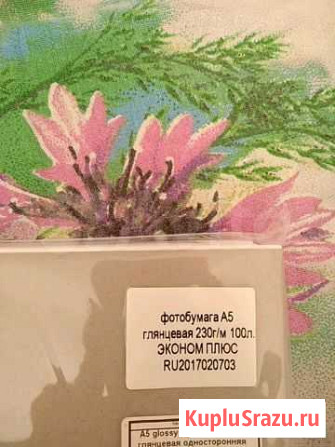 фотобумага А5
глянцевая 230г/м 100л.
ЭКОНОМ ПЛЮС
RU2017020703
A5 glossy
глянцевая односторонняя
KupluSrazu.ru